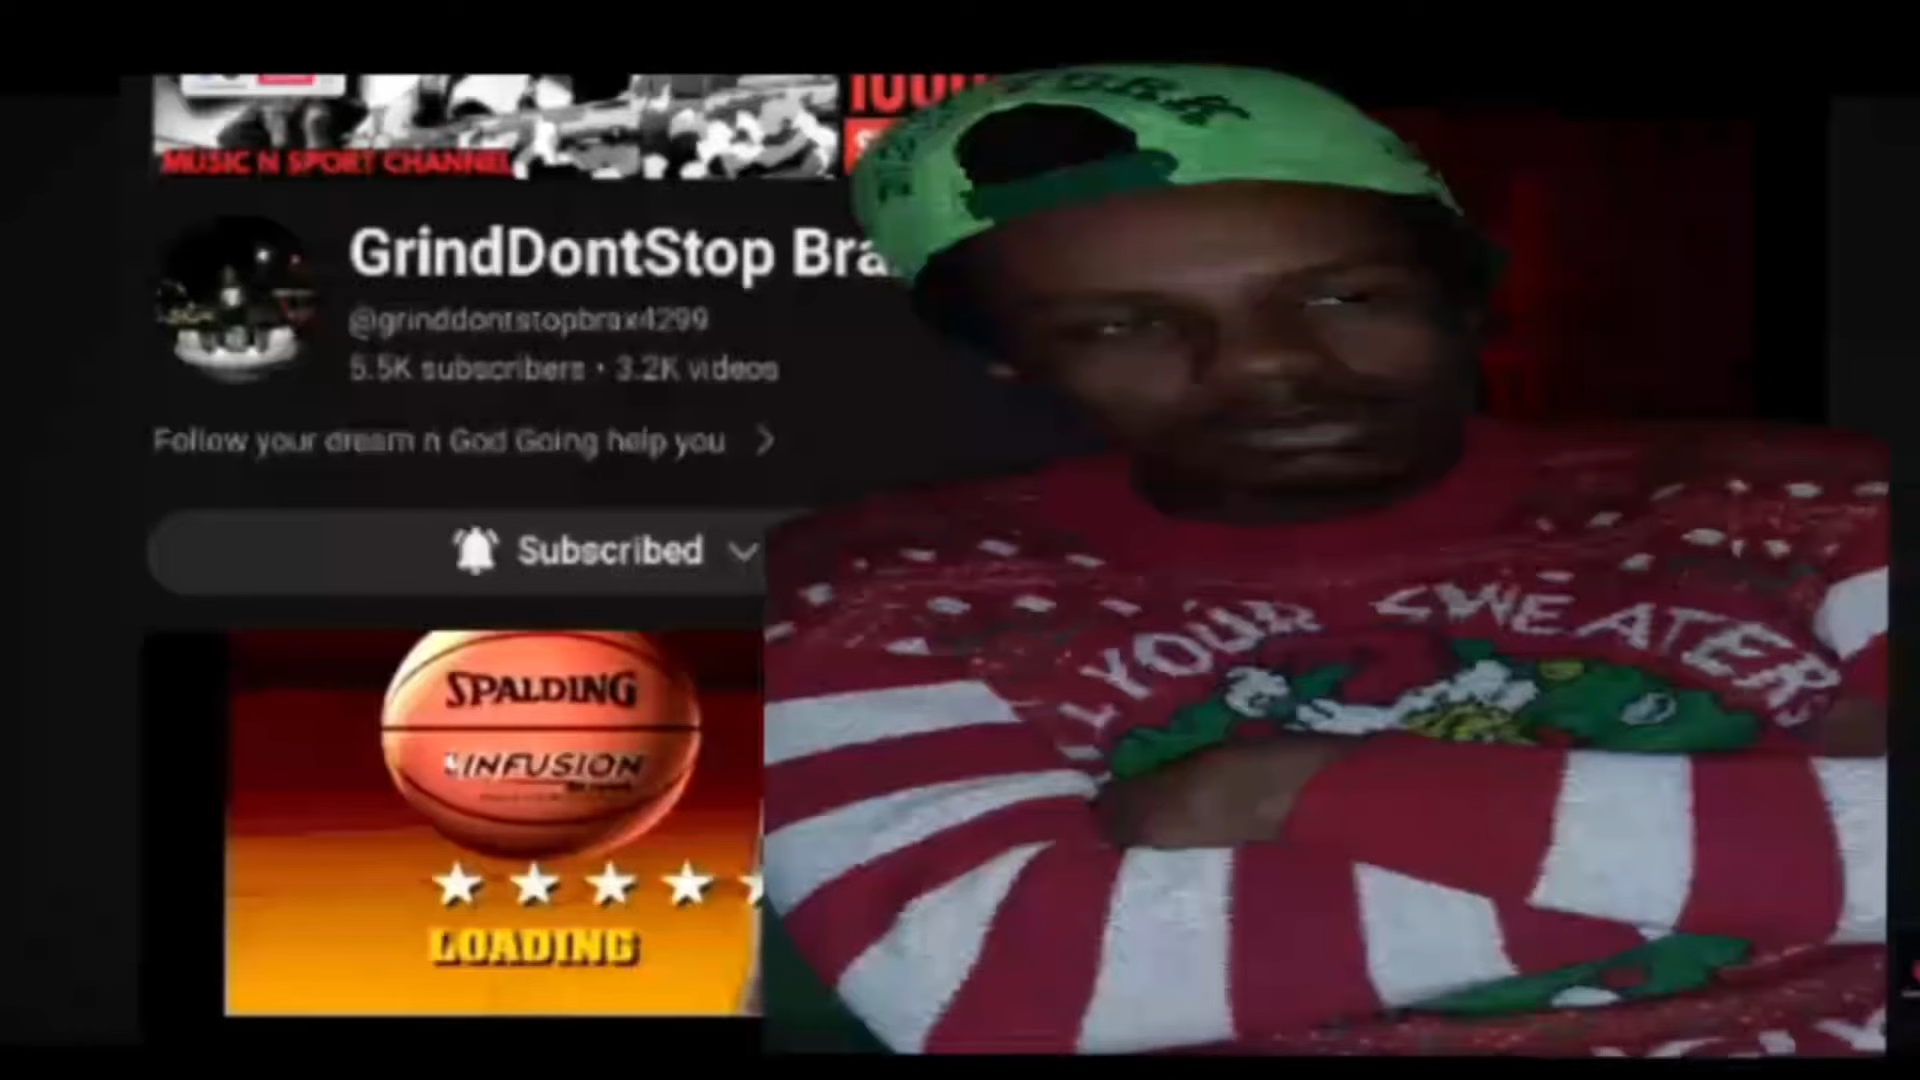 MUSIC N SPORT CHANNEL
GrindDontStop Bra
@grinddontstopbrax4299
5.5K subscribers • 3.2K videos
Follow your dream n God Going help you
Subscribed
SPALDING
INFUSION
LOADING
YOUR SWEATER